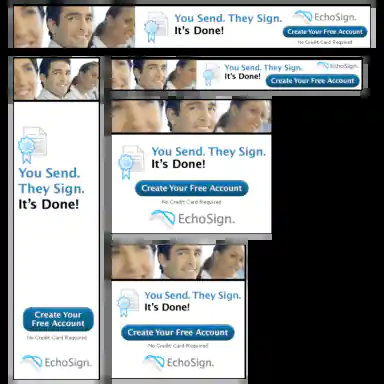 You Send. They Sign.
It's Done!
EchoSign.
Create Your Free Account
No Credit Card Required
You Send. They Sign.
It's Done!
EchoSign.
Create Your Free Account
You Send.
They Sign.
It's Done!
Create Your
Free Account
No Credit Card Required
EchoSign.
You Send. They Sign.
It's Done!
Create Your Free Account
No Credit Card Required
EchoSign.
You Send. They Sign.
It's Done!
Create Your Free Account
No Credit Card Required
EchoSign.